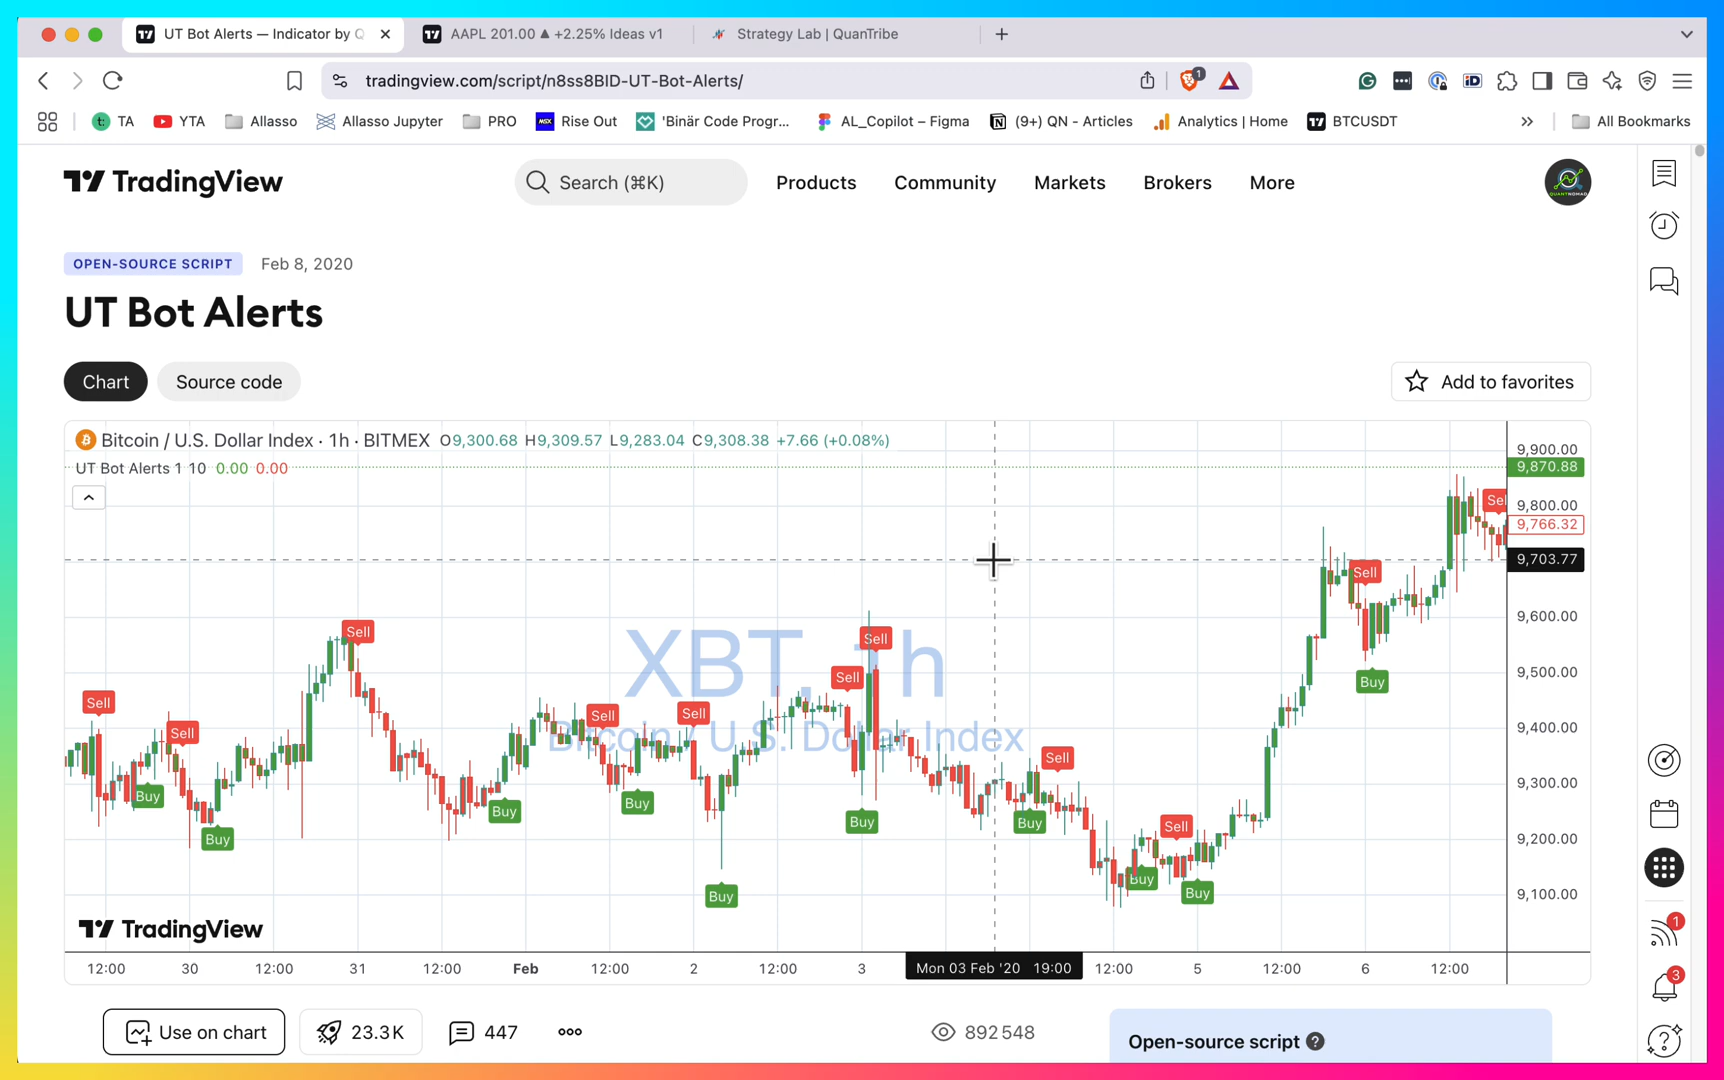 UT Bot Alerts — Indicator by Q
AAPL 201.00 ▲ +2.25% Ideas v1
Strategy Lab | QuanTribe
tradingview.com/script/n8ss8BID-UT-Bot-Alerts/
1
TA
YTA
Allasso
Allasso Jupyter
PRO
Rise Out
'Binär Code Progr...
AL_Copilot – Figma
(9+) QN - Articles
Analytics | Home
BTCUSDT
All Bookmarks
TradingView
Search (⌘K)
Products
Community
Markets
Brokers
More
OPEN-SOURCE SCRIPT
Feb 8, 2020
UT Bot Alerts
Chart
Source code
Add to favorites
Bitcoin / U.S. Dollar Index · 1h · BITMEX O9,300.68 H9,309.57 L9,283.04 C9,308.38 +7.66 (+0.08%)
UT Bot Alerts 1 10 0.00 0.00
9,900.00
9,870.88
9,800.00
9,766.32
9,703.77
9,600.00
9,500.00
9,400.00
9,300.00
9,200.00
9,100.00
XBT, 1h
Bitcoin / U.S. Dollar Index
Sell
Buy
Sell
Buy
Sell
Buy
Sell
Buy
Sell
Buy
Sell
Sell
Buy
Buy
Sell
Buy
Sell
Buy
Sell
Buy
Sel
TradingView
12:00
30
12:00
31
12:00
Feb
12:00
2
12:00
3
Mon 03 Feb '20 19:00
12:00
5
12:00
6
12:00
Use on chart
23.3K
447
892 548
Open-source script
1
3